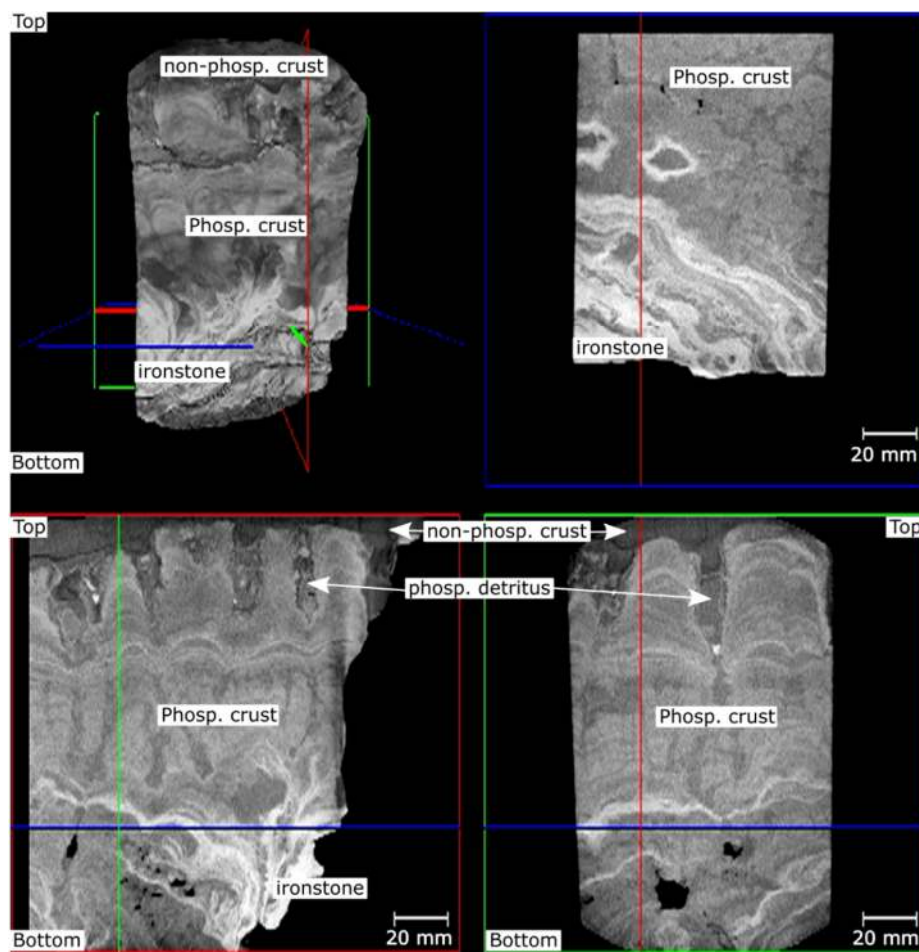 Top
non-phosp. crust
Phosp. crust
ironstone
Bottom
Phosp. crust
ironstone
20 mm
Top
non-phosp. crust
Top
phosp. detritus
Phosp. crust
Phosp. crust
ironstone
20 mm
20 mm
Bottom
Bottom